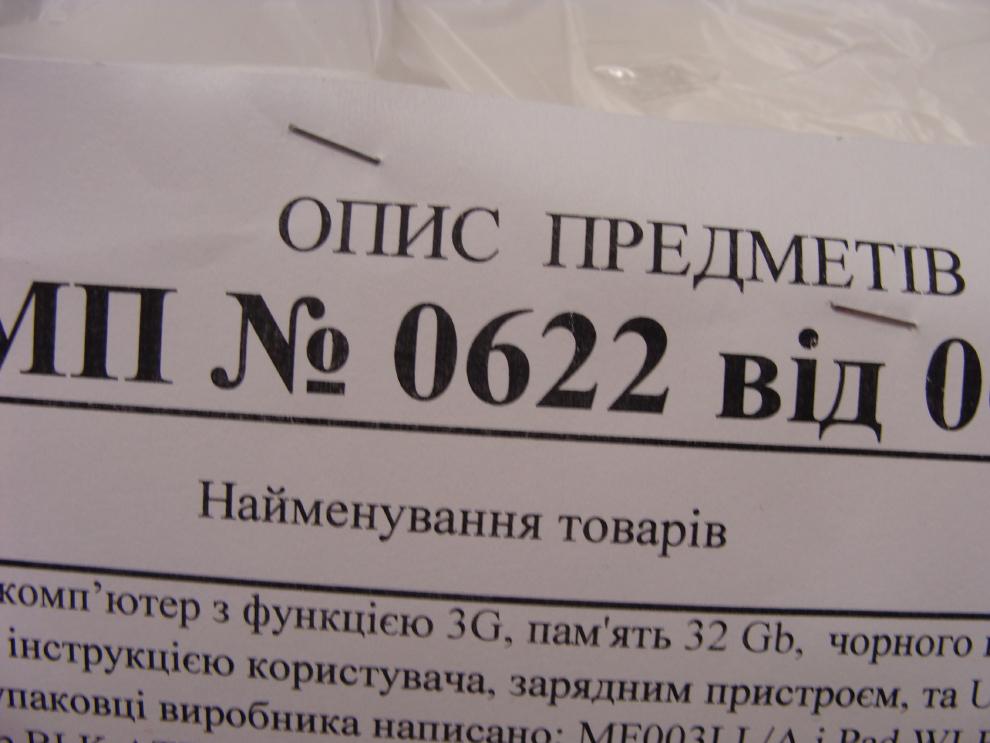 ОПИС ПРЕДМЕТІВ
МП № 0622 від 0
Найменування товарів
комп’ютер з функцією 3G, пам'ять 32 Gb, чорного
інструкцією користувача, зарядним пристроєм, та U
упаковці виробника написано: